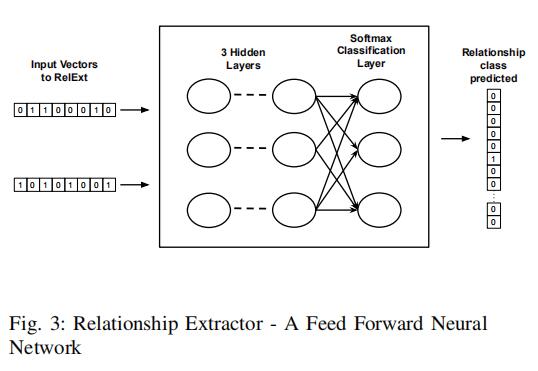 Input Vectors
to RelExt
0 1 1 0 0 0 1 0
1 0 1 0 1 0 0 1
3 Hidden
Layers
Softmax
Classification
Layer
Relationship
class
predicted
0
0
0
0
0
1
0
0
0
0
Fig. 3: Relationship Extractor - A Feed Forward Neural
Network